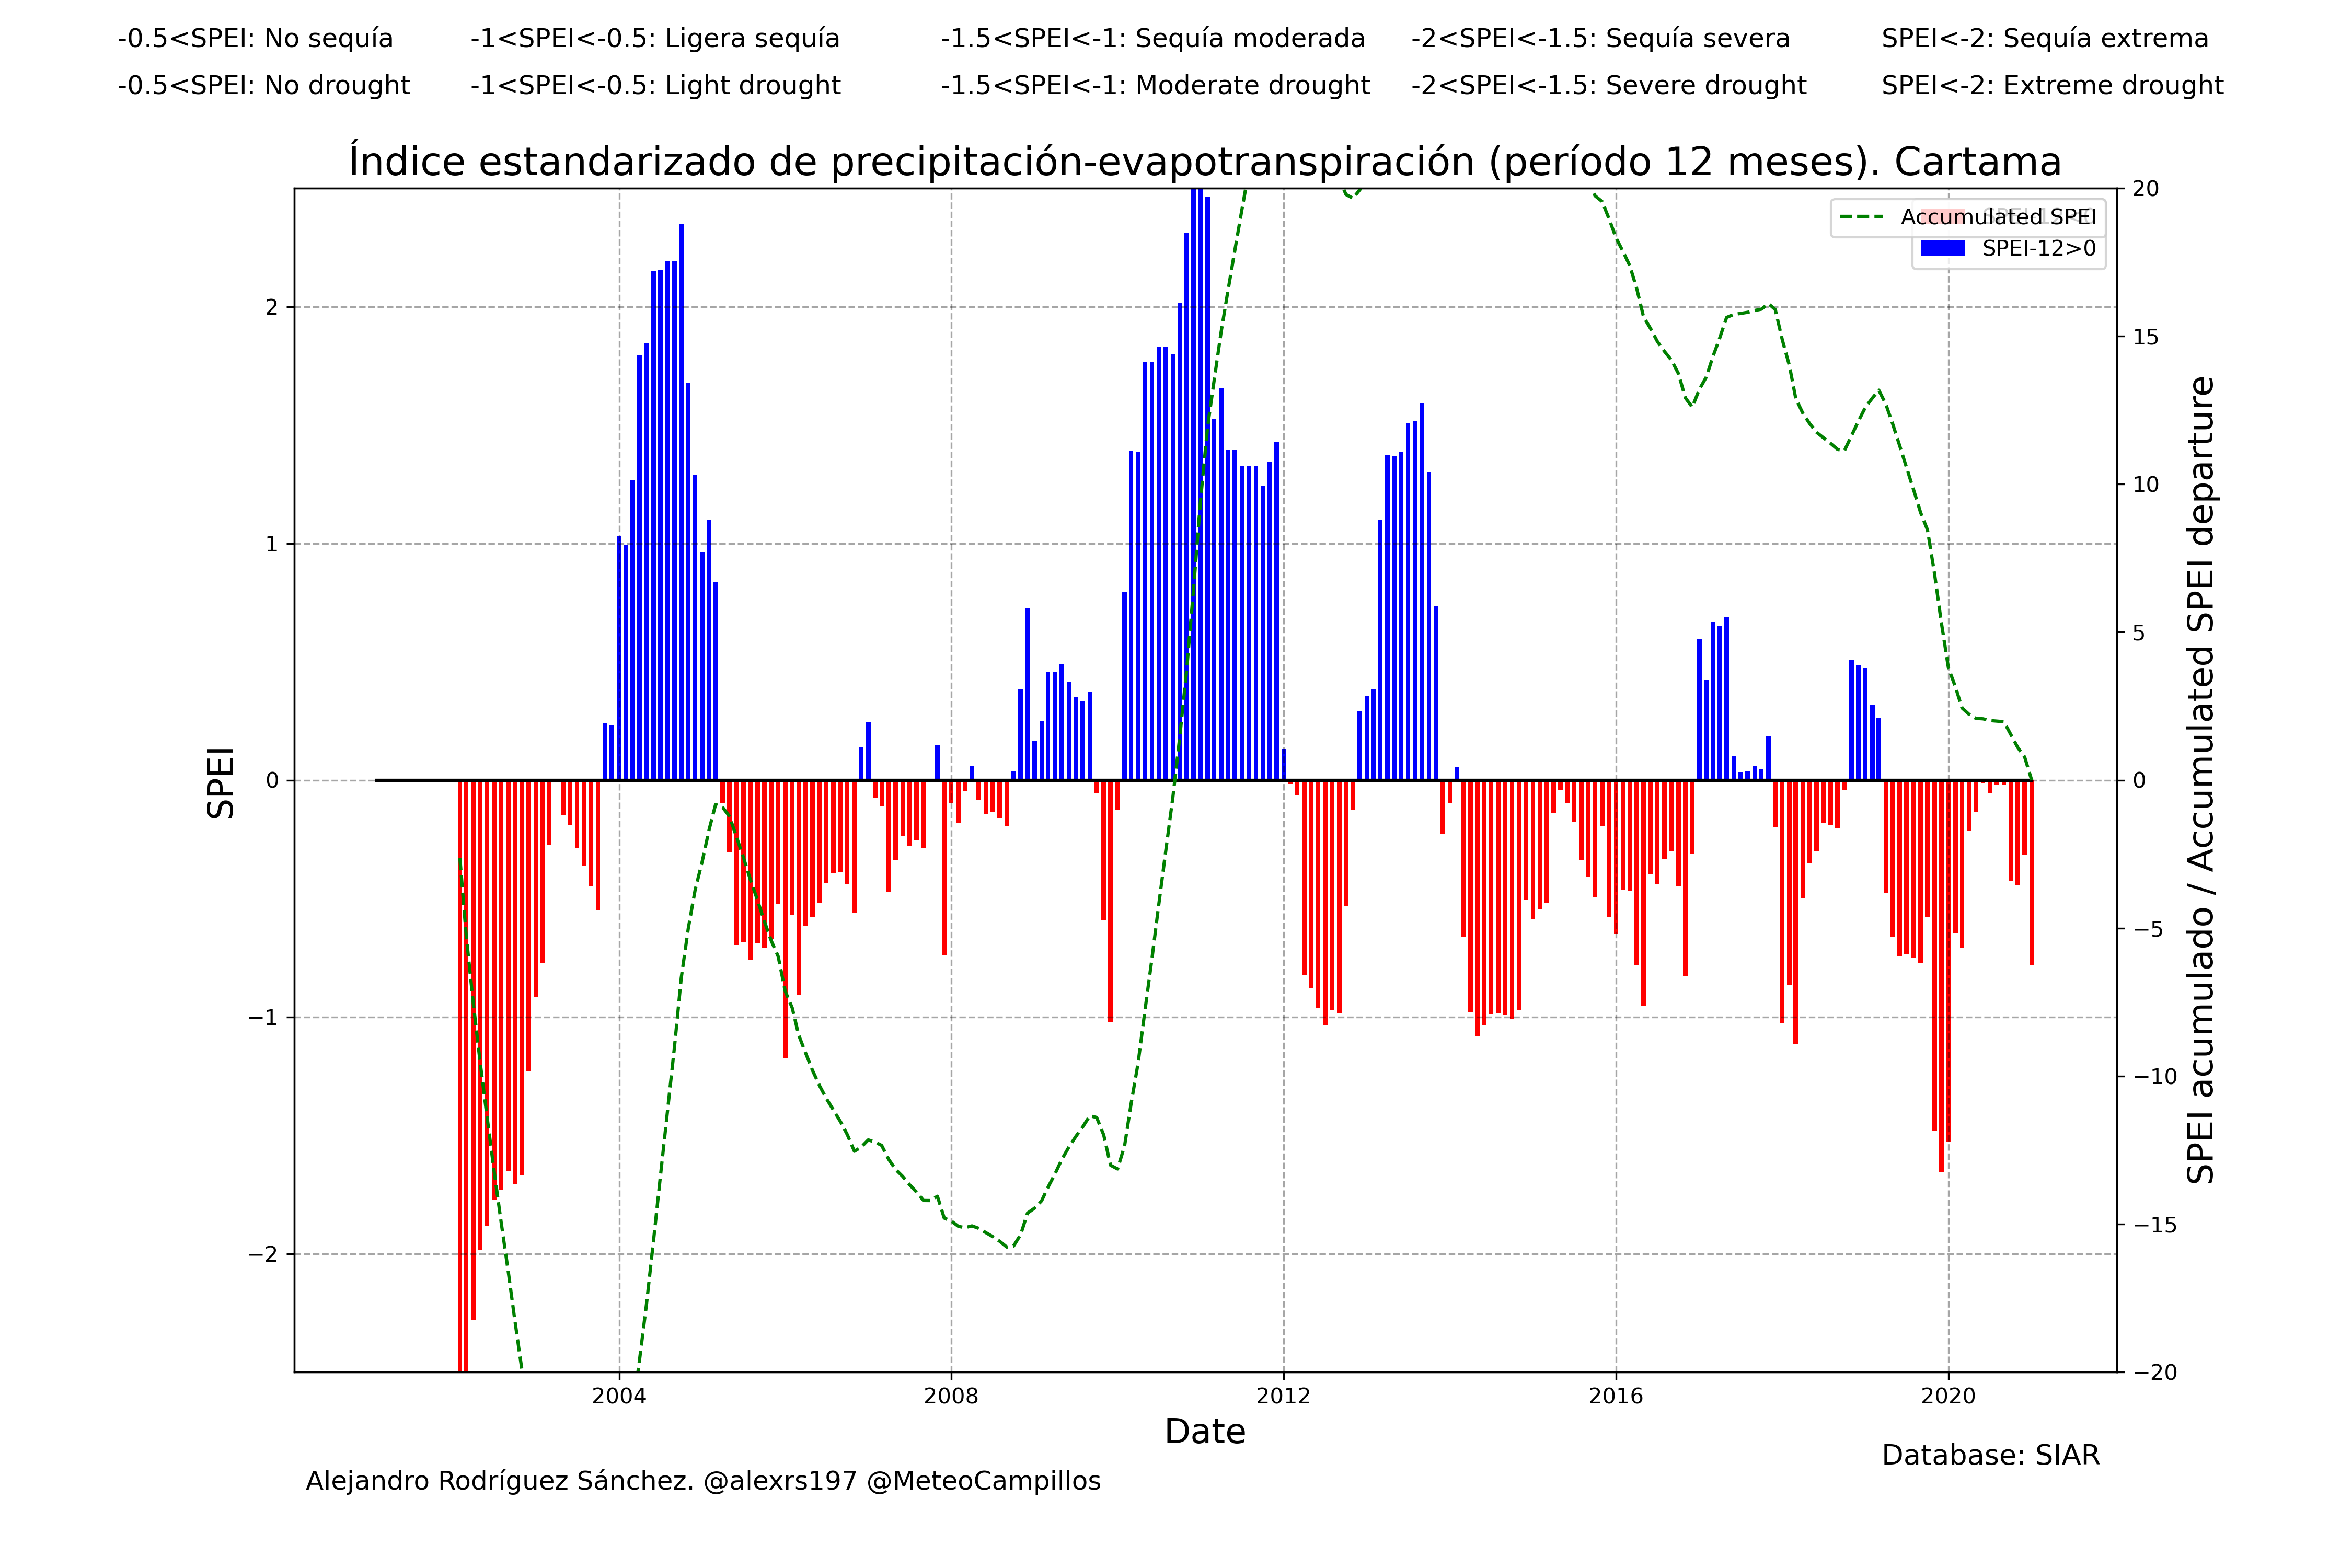 -0.5<SPEI: No sequía -1<SPEI<-0.5: Ligera sequía -1.5<SPEI<-1: Sequía moderada -2<SPEI<-1.5: Sequía severa SPEI<-2: Sequía extrema
-0.5<SPEI: No drought -1<SPEI<-0.5: Light drought -1.5<SPEI<-1: Moderate drought -2<SPEI<-1.5: Severe drought SPEI<-2: Extreme drought
Índice estandarizado de precipitación-evapotranspiración (período 12 meses). Cartama
Accumulated SPEI
SPEI-12>0
SPEI
2
1
0
−1
−2
20
15
10
5
0
−5
−10
−15
−20
SPEI acumulado / Accumulated SPEI departure
2004 2008 2012 2016 2020
Date
Database: SIAR
Alejandro Rodríguez Sánchez. @alexrs197 @MeteoCampillos